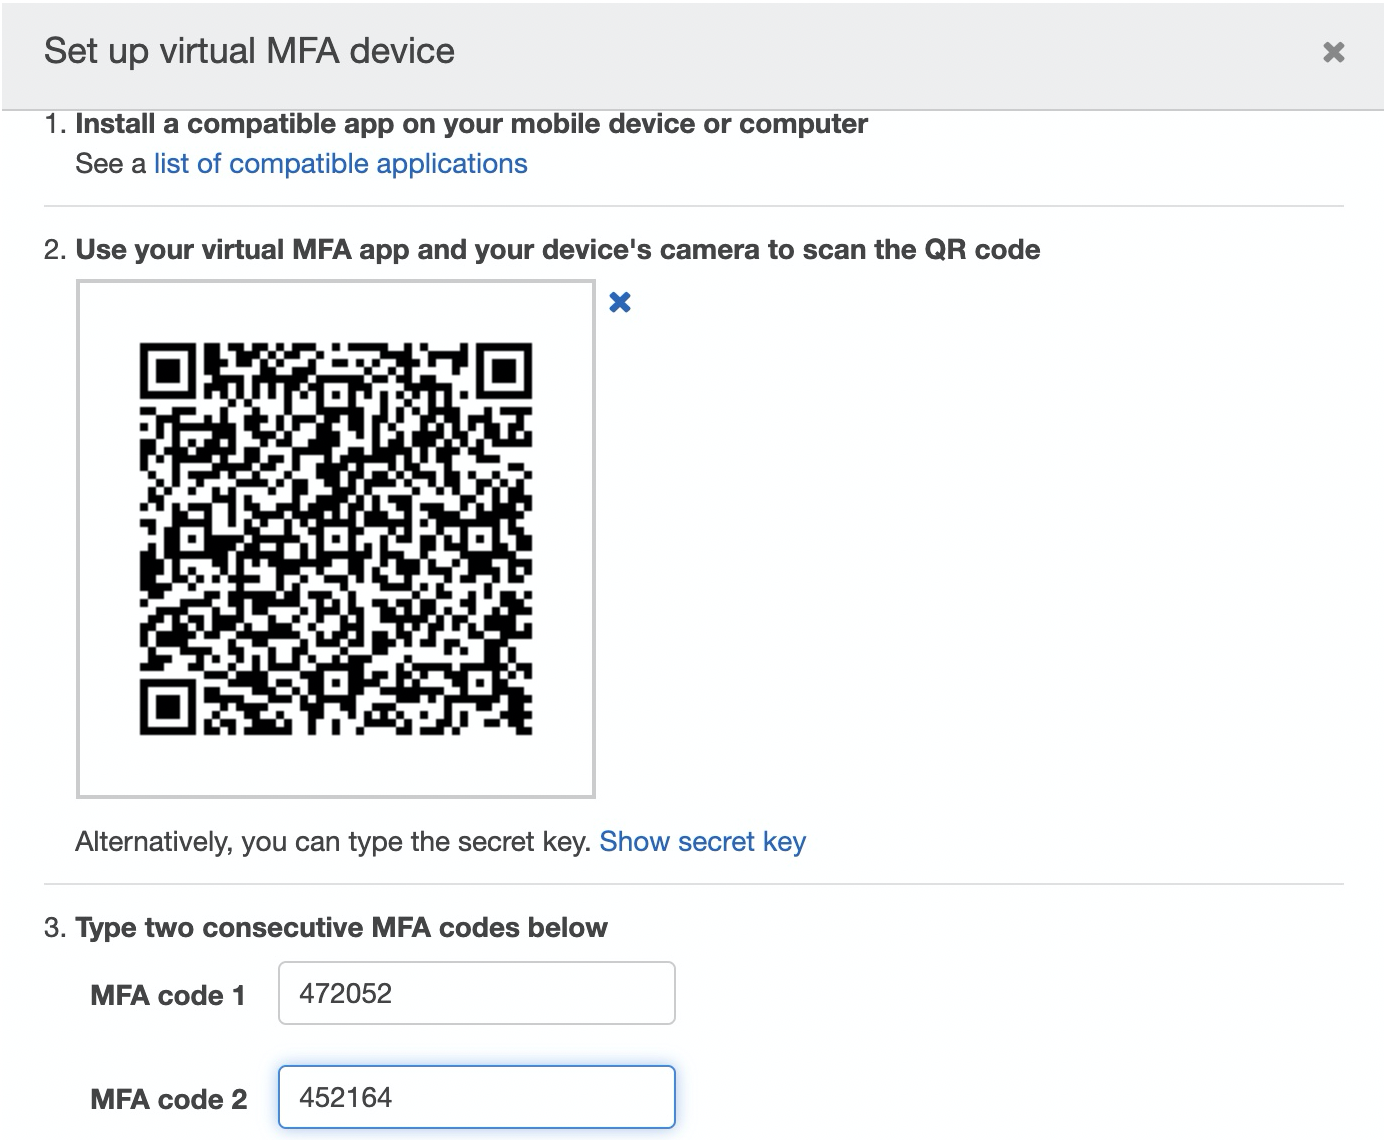 Set up virtual MFA device
1. Install a compatible app on your mobile device or computer
See a list of compatible applications
2. Use your virtual MFA app and your device's camera to scan the QR code
Alternatively, you can type the secret key. Show secret key
3. Type two consecutive MFA codes below
MFA code 1 472052
MFA code 2 452164